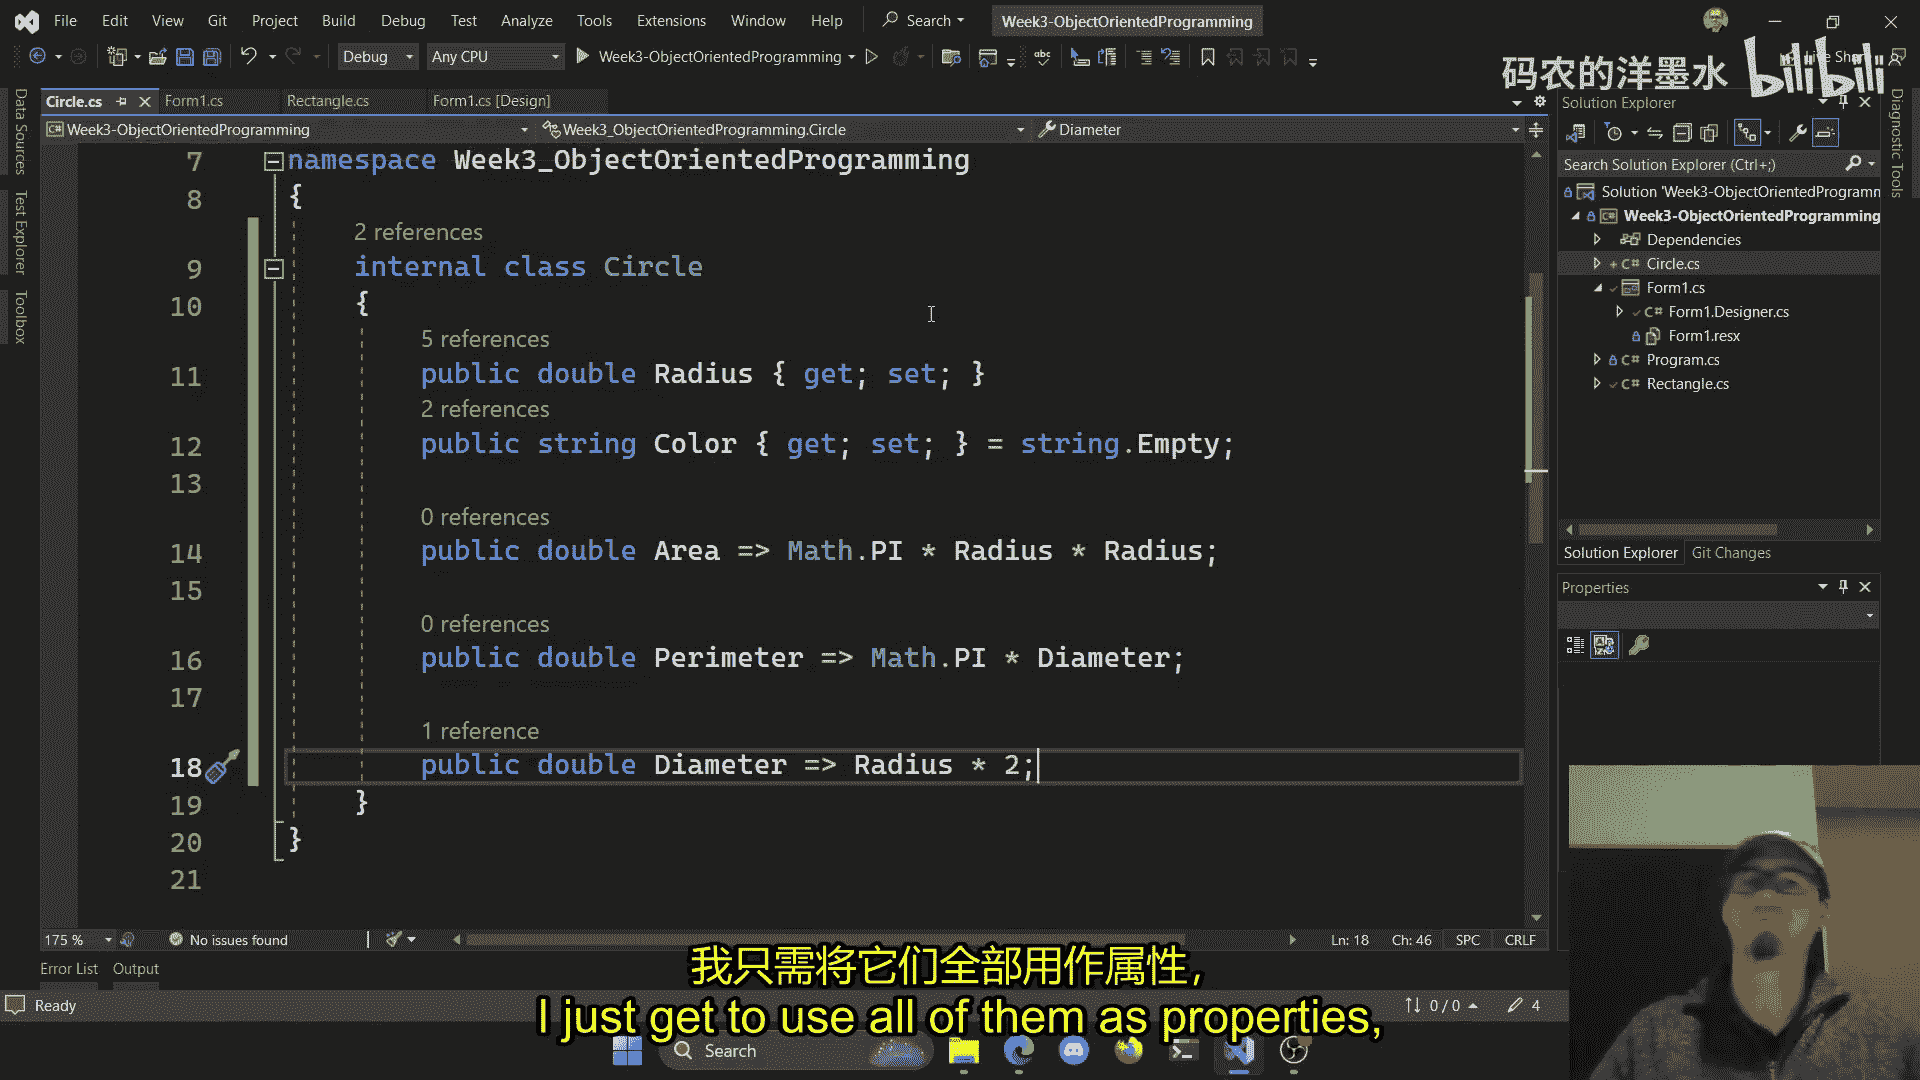 File Edit View Git Project Build Debug Test Analyze Tools Extensions Window Help Search Week3-ObjectOrientedProgramming
Debug Any CPU Week3-ObjectOrientedProgramming
码农的洋墨水 bilibili
Circle.cs Form1.cs Rectangle.cs Form1.cs [Design]
Week3-ObjectOrientedProgramming Week3_ObjectOrientedProgramming.Circle Diameter
Data Sources
Test Explorer
Toolbox
7 namespace Week3_ObjectOrientedProgramming
8 {
2 references
9 internal class Circle
10 {
5 references
11 public double Radius { get; set; }
2 references
12 public string Color { get; set; } = string.Empty;
13
0 references
14 public double Area => Math.PI * Radius * Radius;
15
0 references
16 public double Perimeter => Math.PI * Diameter;
17
1 reference
18 public double Diameter => Radius * 2;
19 }
20 }
21
175 % No issues found Ln: 18 Ch: 46 SPC CRLF
Error List Output
Ready 0 / 0 4
Solution Explorer
Search Solution Explorer (Ctrl+;)
Solution 'Week3-ObjectOrientedProgramm
Week3-ObjectOrientedProgramming
Dependencies
C# Circle.cs
Form1.cs
C# Form1.Designer.cs
Form1.resx
C# Program.cs
C# Rectangle.cs
Solution Explorer Git Changes
Properties
Diagnostic Tools
我只需将它们全部用作属性，
I just get to use all of them as properties,
Search